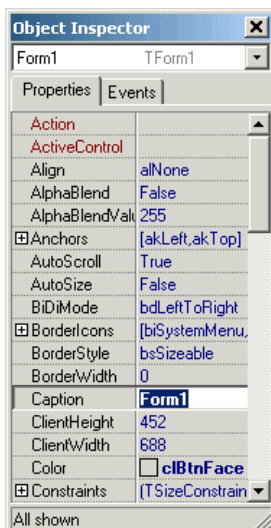 Object Inspector
Form1 TForm1
Properties Events
Action
ActiveControl
Align alNone
AlphaBlend False
AlphaBlendValu 255
Anchors [akLeft,akTop]
AutoScroll True
AutoSize False
BiDiMode bdLeftToRight
BorderIcons [biSystemMenu,
BorderStyle bsSizeable
BorderWidth 0
Caption Form1
ClientHeight 452
ClientWidth 688
Color clBtnFace
Constraints (TSizeConstrain
All shown